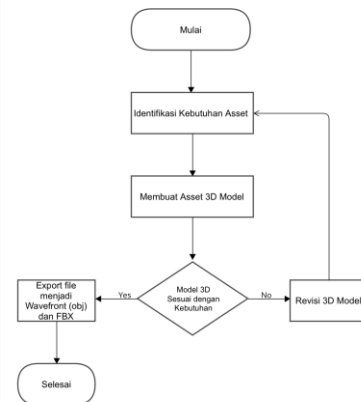 Mulai
Identifikasi Kebutuhan Asset
Membuat Asset 3D Model
Model 3D
Sesuai dengan
Kebutuhan
Yes
No
Export file
menjadi
Wavefront (obj)
dan FBX
Revisi 3D Model
Selesai